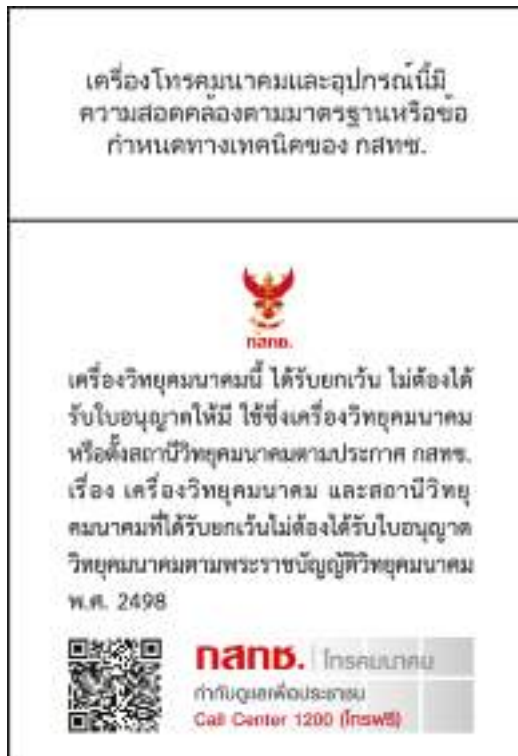 เครื่องโทรคมนาคมและอุปกรณ์นี้มี
ความสอดคล้องตามมาตรฐานหรือข้อ
กำหนดทางเทคนิคของ กสทช.
กสทช.
เครื่องวิทยุคมนาคมนี้ ได้รับยกเว้น ไม่ต้องได้
รับใบอนุญาตให้มี ใช้ซึ่งเครื่องวิทยุคมนาคม
หรือตั้งสถานีวิทยุคมนาคมตามประกาศ กสทช.
เรื่อง เครื่องวิทยุคมนาคม และสถานีวิทยุ
คมนาคมที่ได้รับยกเว้นไม่ต้องได้รับใบอนุญาต
วิทยุคมนาคมตามพระราชบัญญัติวิทยุคมนาคม
พ.ศ. 2498
กสทช. โทรคมนาคม
กำกับดูแลเพื่อประชาชน
Call Center 1200 (โทรฟรี)